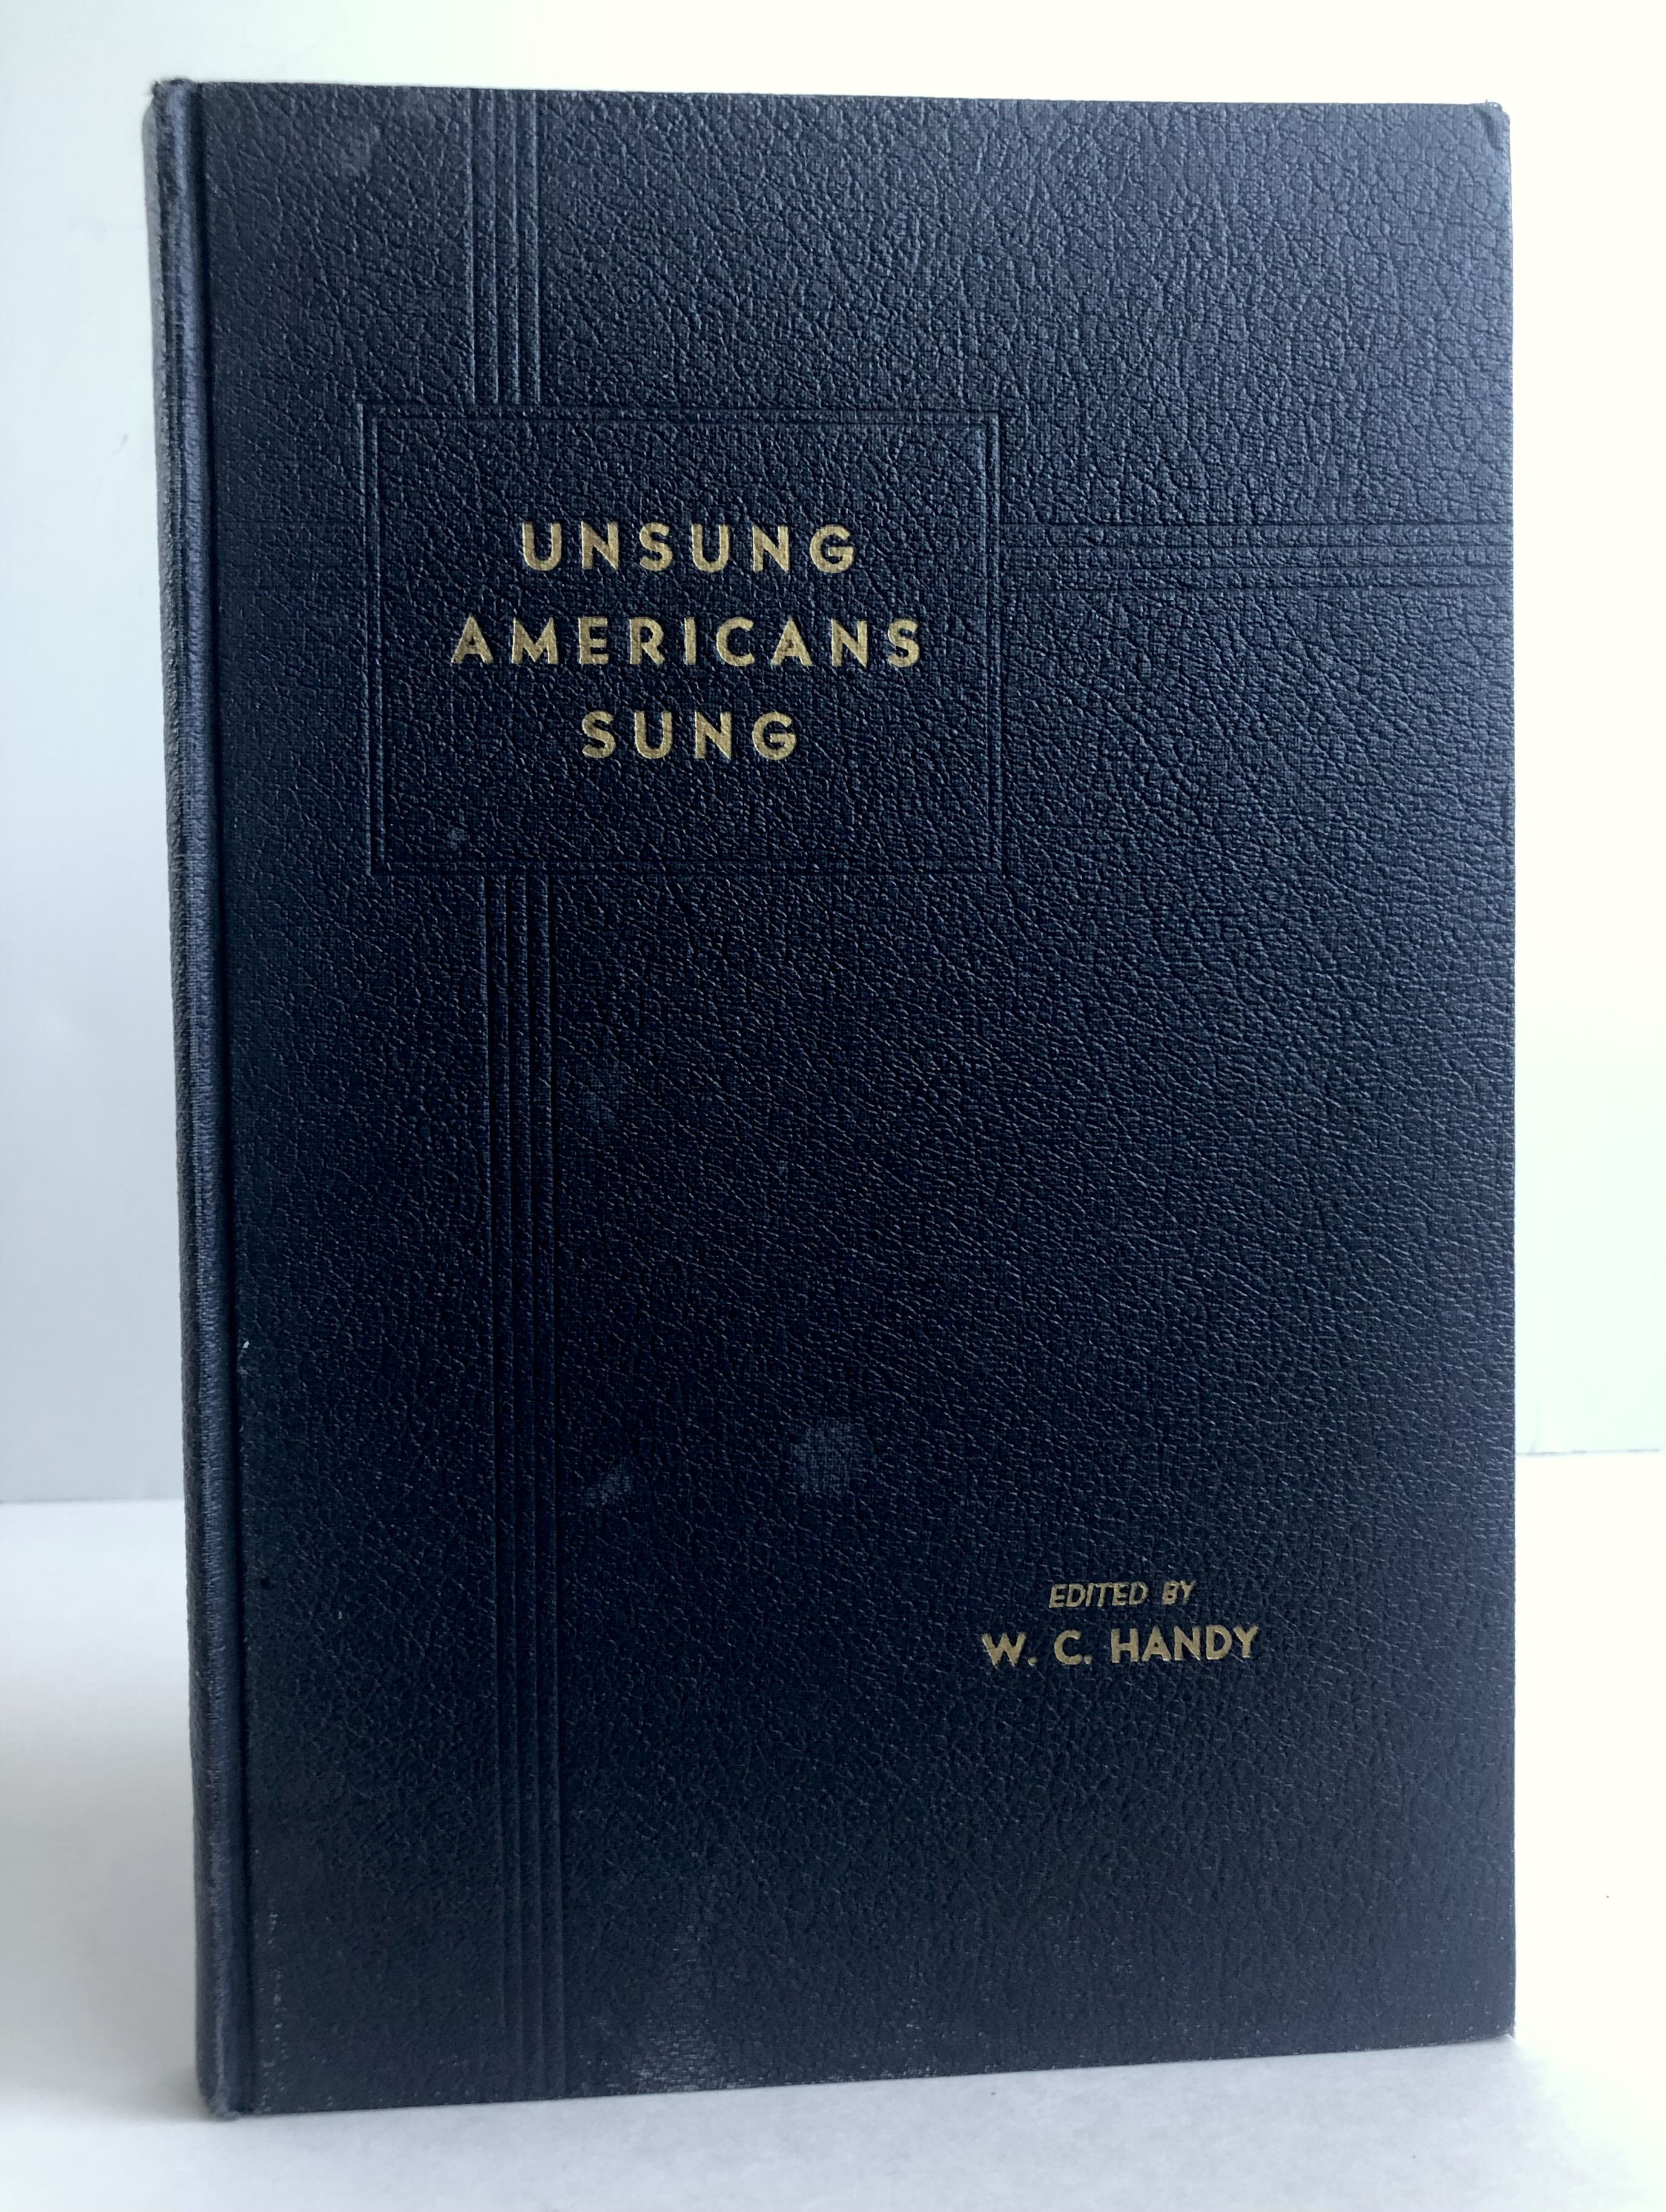 UNSUNG
AMERICANS
SUNG
EDITED BY
W. C. HANDY